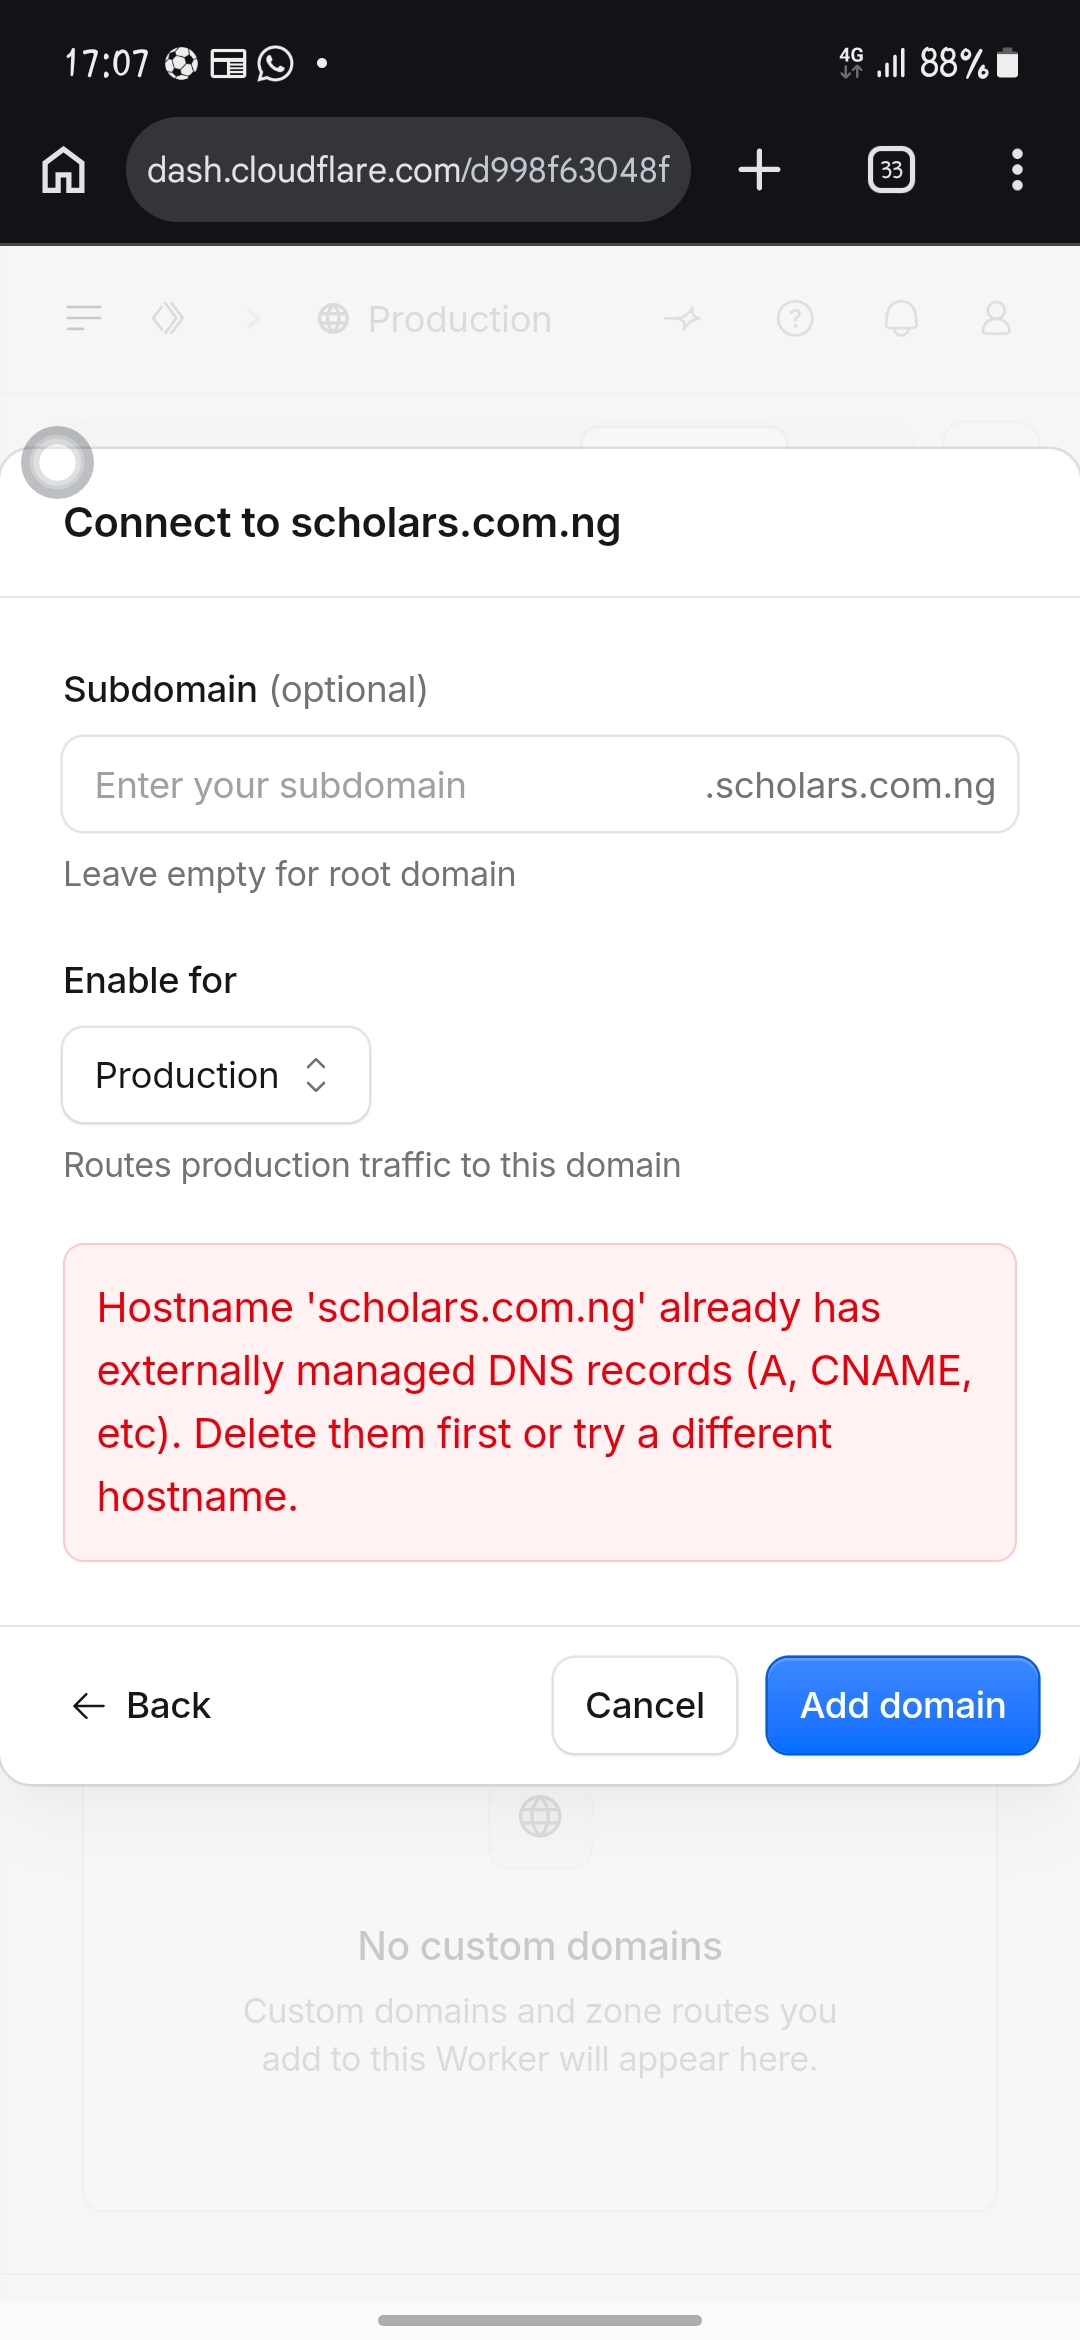 17:07
4G
88%
dash.cloudflare.com/d998f63048f
33
Production
Connect to scholars.com.ng
Subdomain (optional)
Enter your subdomain
.scholars.com.ng
Leave empty for root domain
Enable for
Production
Routes production traffic to this domain
Hostname 'scholars.com.ng' already has
externally managed DNS records (A, CNAME,
etc). Delete them first or try a different
hostname.
Back
Cancel
Add domain
No custom domains
Custom domains and zone routes you
add to this Worker will appear here.